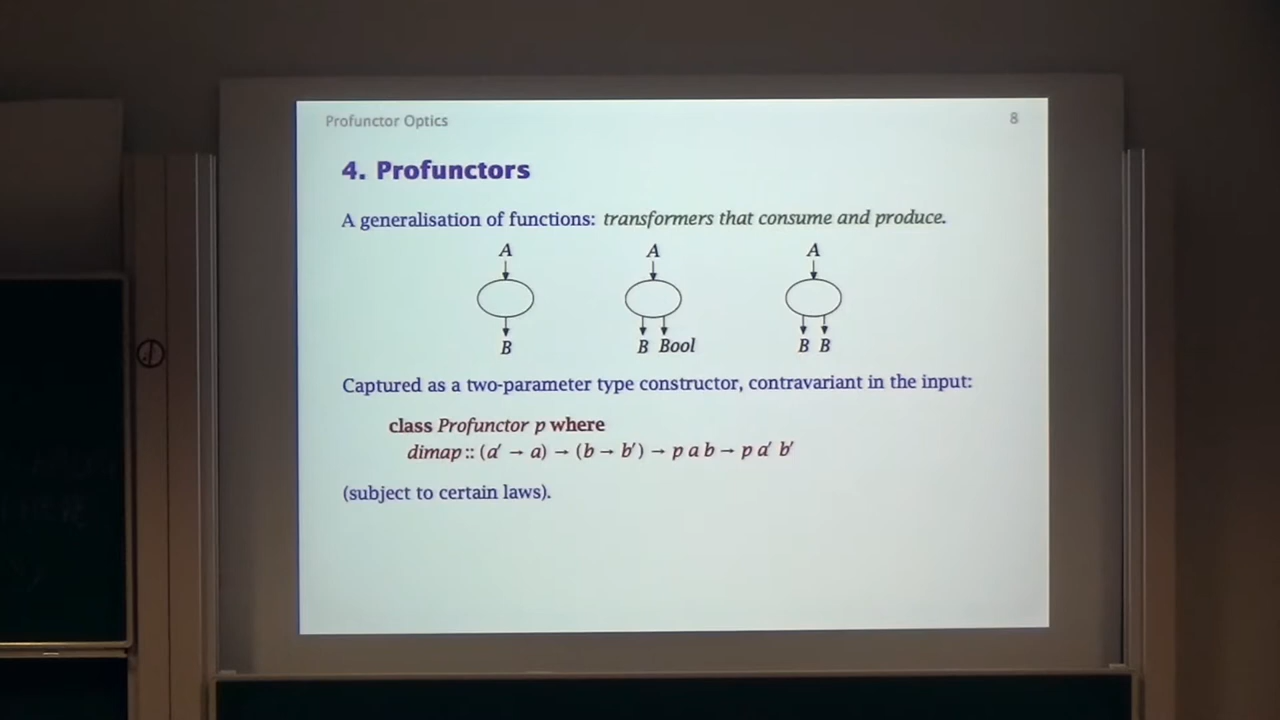 Profunctor Optics 8
4. Profunctors
A generalisation of functions: transformers that consume and produce.
A A A
B B Bool B B
Captured as a two-parameter type constructor, contravariant in the input:
class Profunctor p where
dimap :: (a′ → a) → (b → b′) → p a b → p a′ b′
(subject to certain laws).